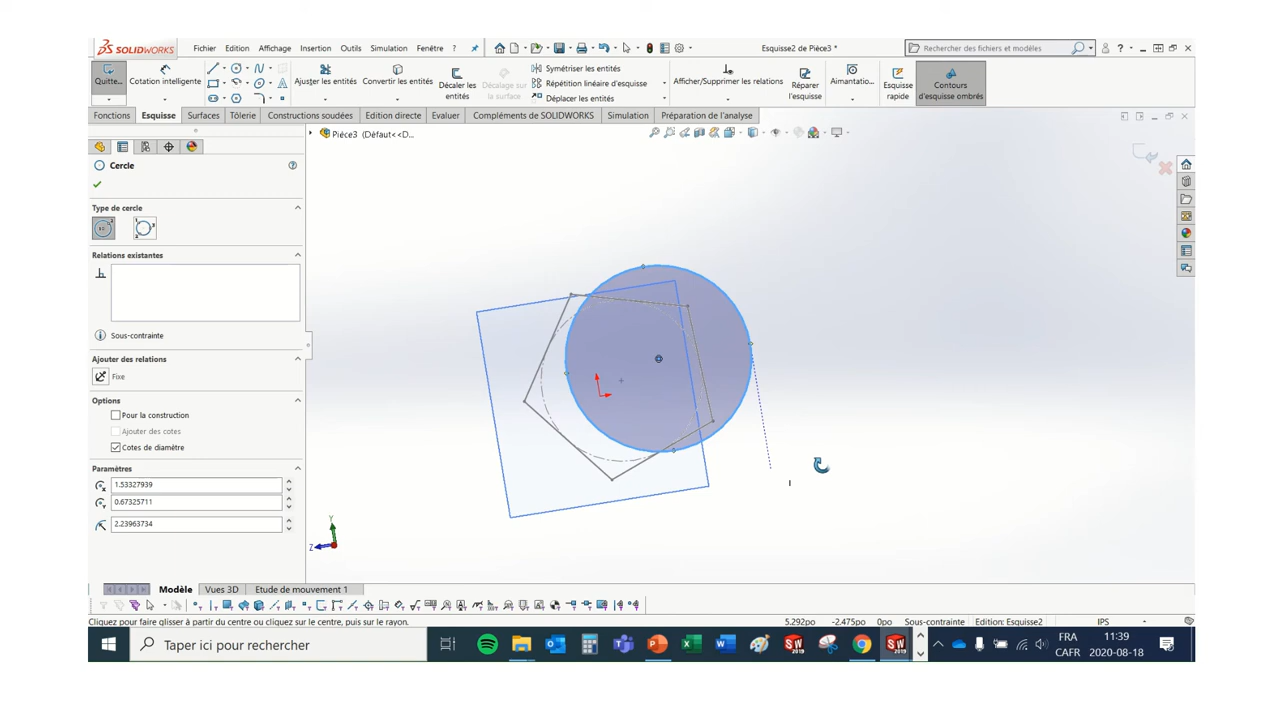 SOLIDWORKS Fichier Edition Affichage Insertion Outils Simulation Fenêtre Esquisse2 de Pièce3 * Rechercher des fichiers et modèles ?
Quitte... Cotation intelligente Ajuster les entités Convertir les entités Décaler les entités Décalage sur la surface Symétriser les entités Répétition linéaire d'esquisse Déplacer les entités Afficher/Supprimer les relations Réparer l'esquisse Aimantation... Esquisse rapide Contours d'esquisse ombrés
Fonctions Esquisse Surfaces Tôlerie Constructions soudées Edition directe Evaluer Compléments de SOLIDWORKS Simulation Préparation de l'analyse
Pièce3 (Défaut<<D...
Cercle
Type de cercle
Relations existantes
Sous-contrainte
Ajouter des relations
Fixe
Options
Pour la construction
Ajouter des cotes
Cotes de diamètre
Paramètres
1.53327939
0.67325711
2.23963734
Y
Z
Modèle Vues 3D Etude de mouvement 1
Cliquez pour faire glisser à partir du centre ou cliquez sur le centre, puis sur le rayon. 5.292po -2.475po 0po Sous-contrainte Edition: Esquisse2 IPS
Taper ici pour rechercher
FRA 11:39
CAFR 2020-08-18